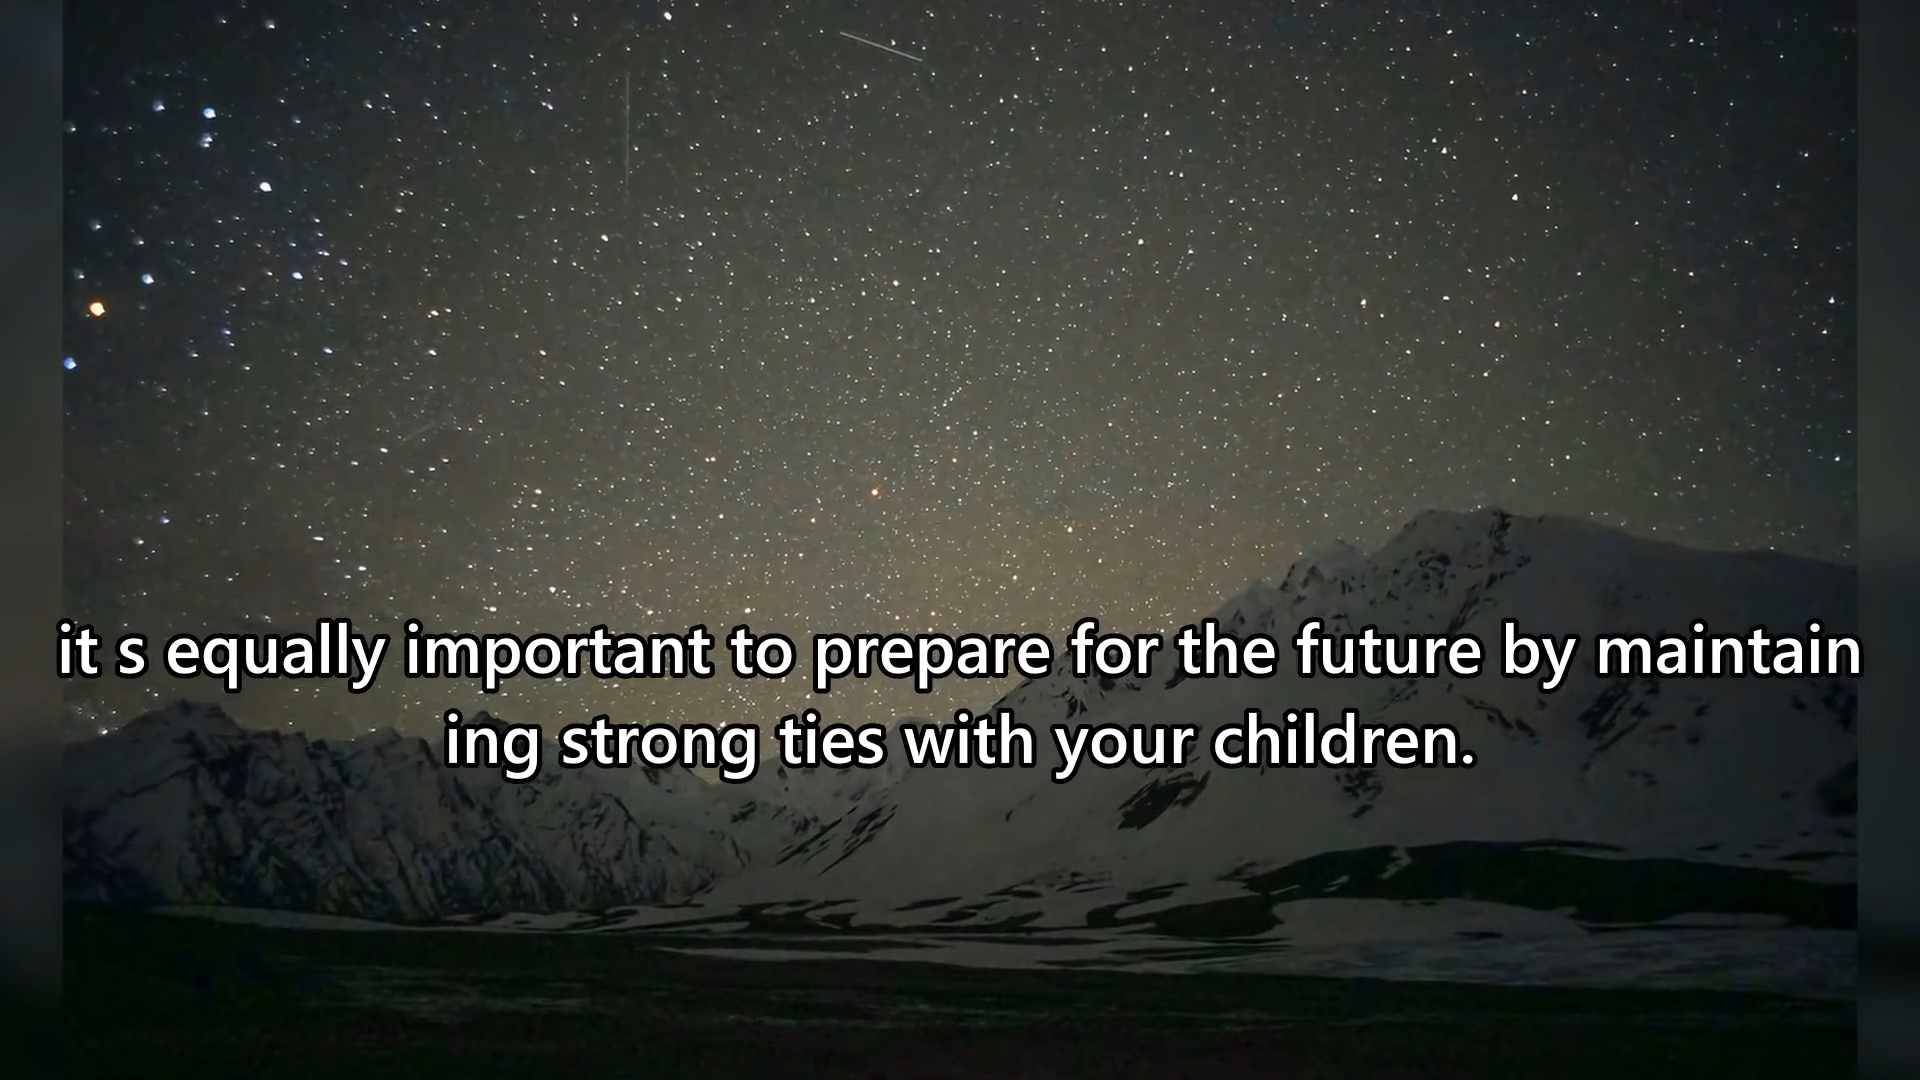 it s equally important to prepare for the future by maintain
ing strong ties with your children.